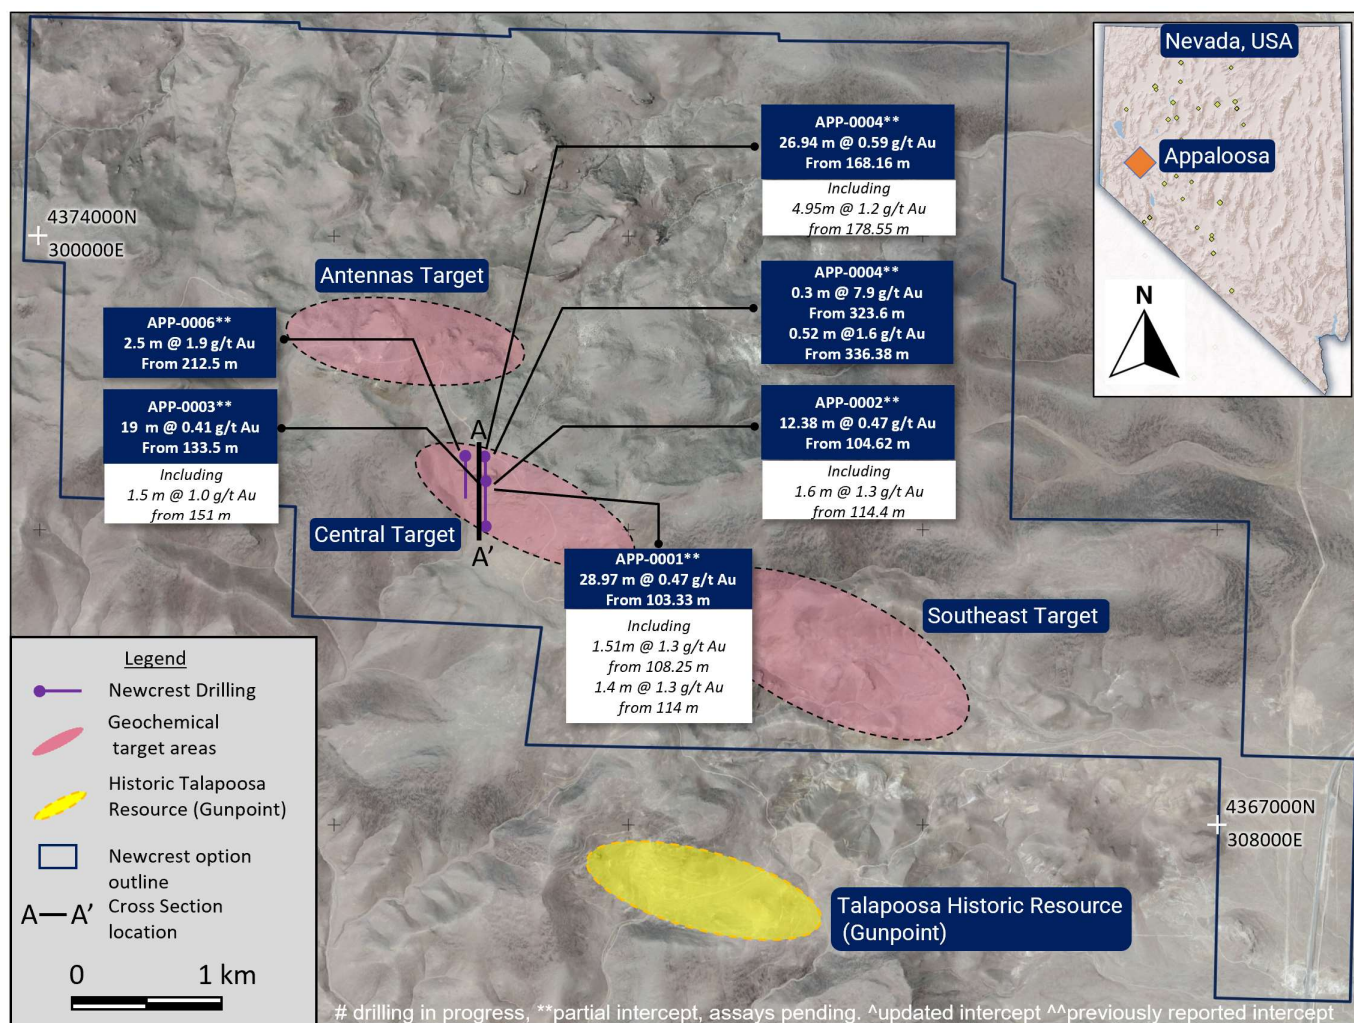 Nevada, USA
Appaloosa
N
4374000N
300000E
Antennas Target
APP-0004**
26.94 m @ 0.59 g/t Au
From 168.16 m
Including
4.95m @ 1.2 g/t Au
from 178.55 m
APP-0004**
0.3 m @ 7.9 g/t Au
From 323.6 m
0.52 m @1.6 g/t Au
From 336.38 m
APP-0006**
2.5 m @ 1.9 g/t Au
From 212.5 m
APP-0003**
19 m @ 0.41 g/t Au
From 133.5 m
Including
1.5 m @ 1.0 g/t Au
from 151 m
APP-0002**
12.38 m @ 0.47 g/t Au
From 104.62 m
Including
1.6 m @ 1.3 g/t Au
from 114.4 m
A
Central Target
A'
APP-0001**
28.97 m @ 0.47 g/t Au
From 103.33 m
Including
1.51m @ 1.3 g/t Au
from 108.25 m
1.4 m @ 1.3 g/t Au
from 114 m
Southeast Target
4367000N
308000E
Talapoosa Historic Resource
(Gunpoint)
Legend
Newcrest Drilling
Geochemical
target areas
Historic Talapoosa
Resource (Gunpoint)
Newcrest option
outline
A A' Cross Section
location
0 1 km
# drilling in progress, **partial intercept, assays pending. ^updated intercept ^^previously reported intercept